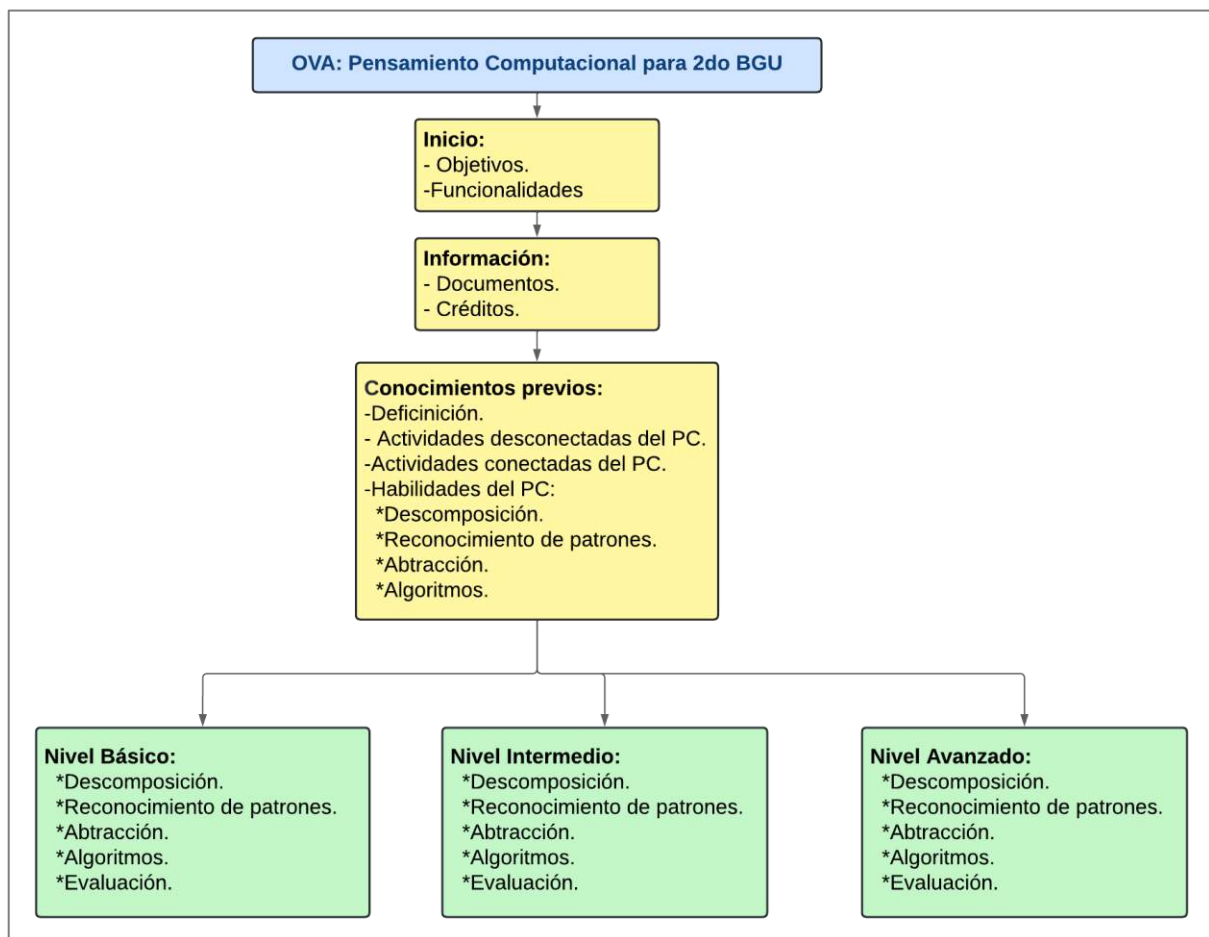 OVA: Pensamiento Computacional para 2do BGU
Inicio:
- Objetivos.
-Funcionalidades
Información:
- Documentos.
- Créditos.
Conocimientos previos:
-Deficinición.
- Actividades desconectadas del PC.
-Actividades conectadas del PC.
-Habilidades del PC:
*Descomposición.
*Reconocimiento de patrones.
*Abtracción.
*Algoritmos.
Nivel Básico:
*Descomposición.
*Reconocimiento de patrones.
*Abtracción.
*Algoritmos.
*Evaluación.
Nivel Intermedio:
*Descomposición.
*Reconocimiento de patrones.
*Abtracción.
*Algoritmos.
*Evaluación.
Nivel Avanzado:
*Descomposición.
*Reconocimiento de patrones.
*Abtracción.
*Algoritmos.
*Evaluación.